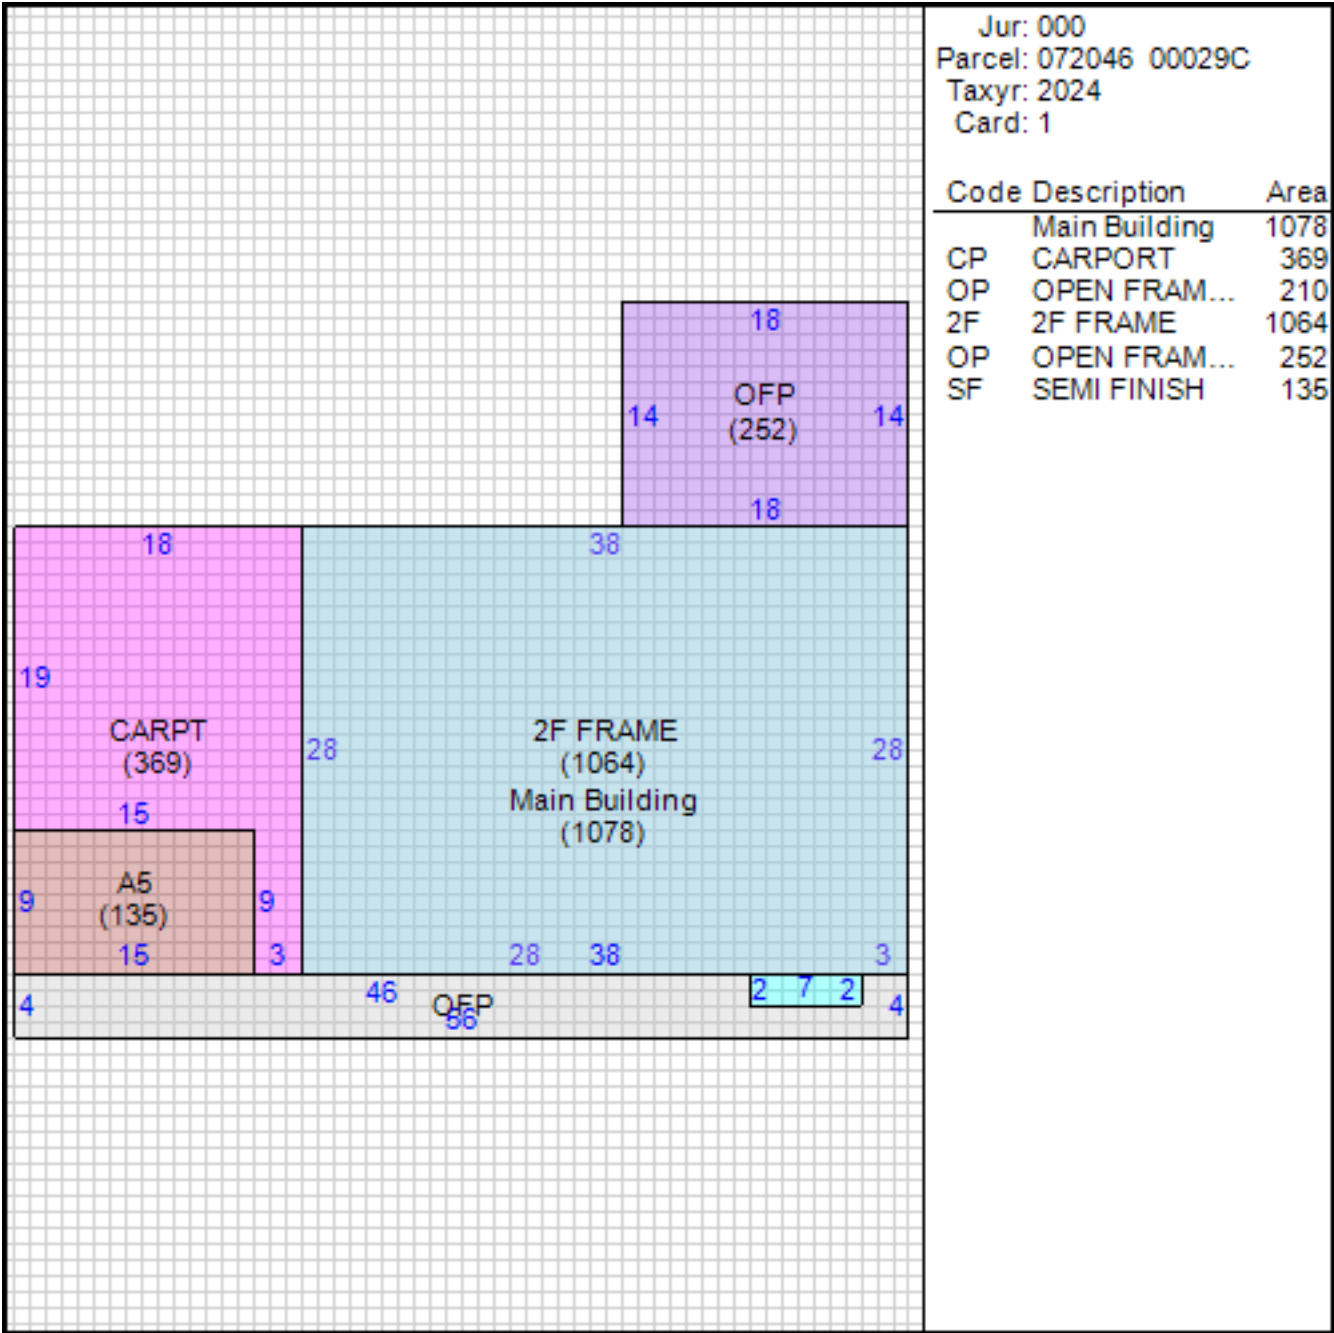 Jur: 000
Parcel: 072046 00029C
Taxyr: 2024
Card: 1
Code Description Area
Main Building 1078
CP CARPORT 369
OP OPEN FRAM... 210
2F 2F FRAME 1064
OP OPEN FRAM... 252
SF SEMI FINISH 135
18
OFP
14 14
(252)
18
18 38
19
CARPT 2F FRAME
(369) (1064)
28 28
Main Building
15
(1078)
A5
9 9
(135)
15 3 28 38 3
46 2 7 2
4 OFP 4
56